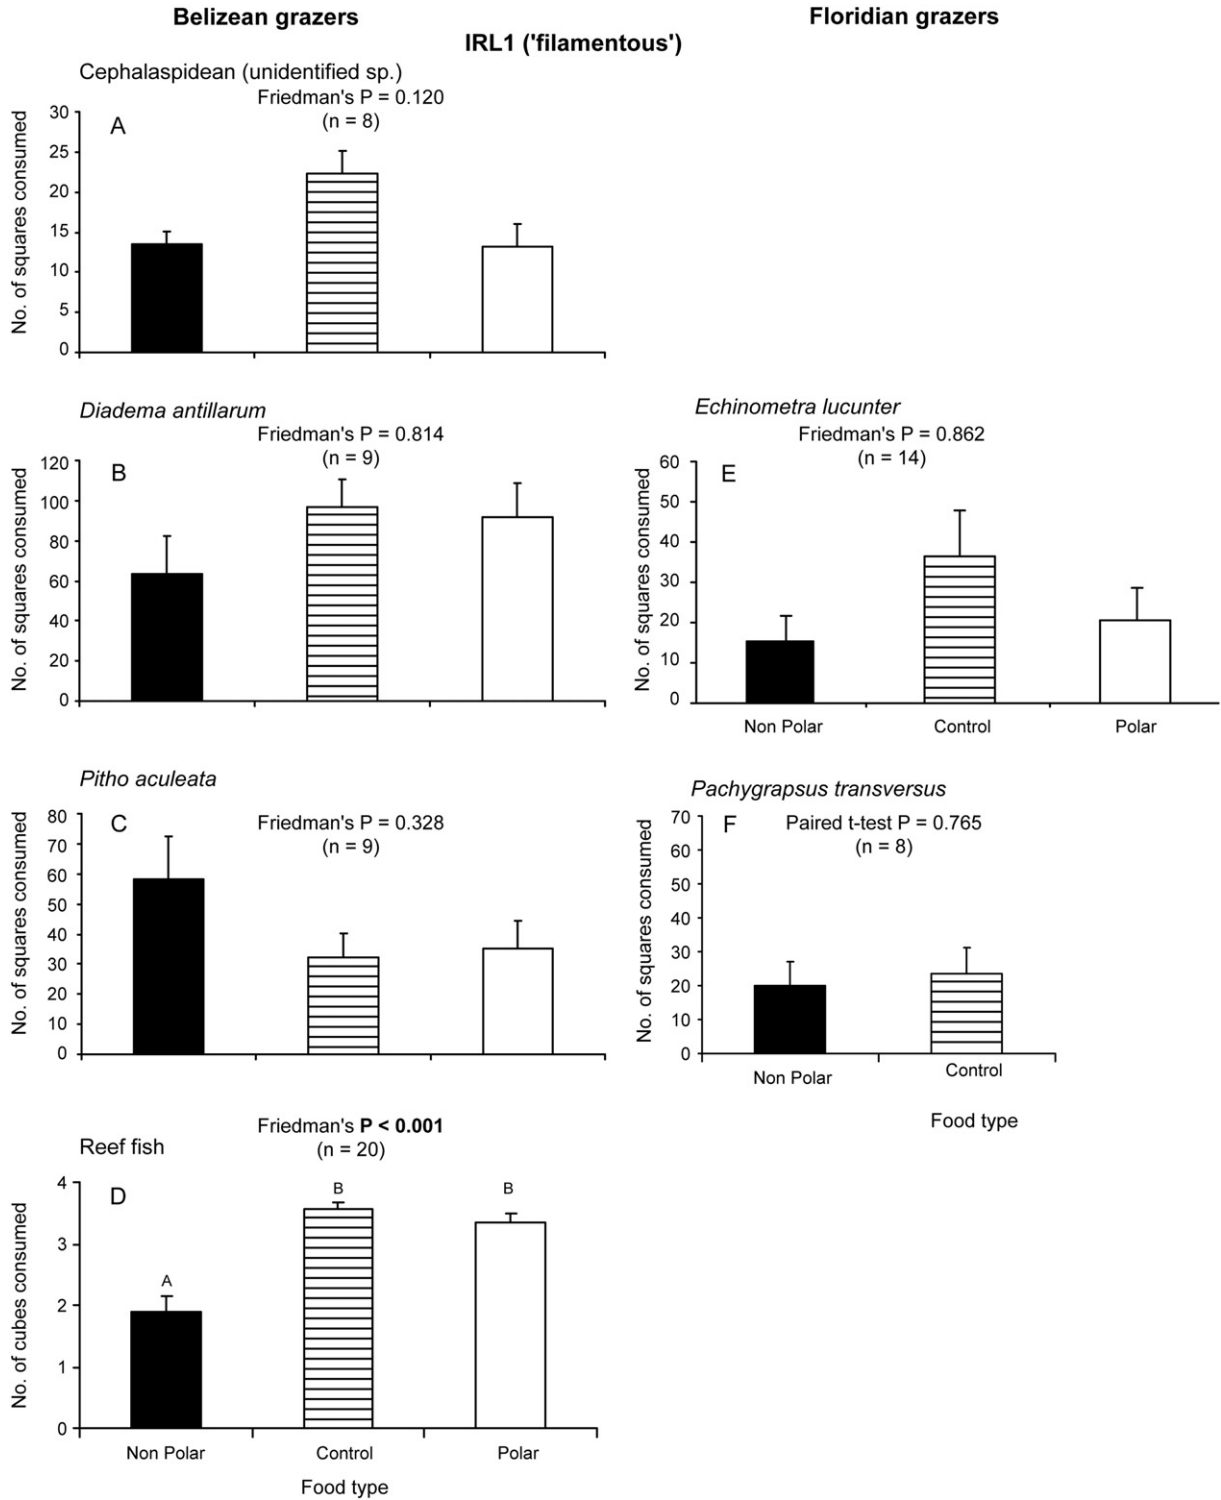 Belizean grazers
Floridian grazers
IRL1 ('filamentous')
Cephalaspidean (unidentified sp.)
Friedman's P = 0.120
(n = 8)
A
No. of squares consumed
30
25
20
15
10
5
0
Diadema antillarum
Friedman's P = 0.814
(n = 9)
B
No. of squares consumed
120
100
80
60
40
20
0
Echinometra lucunter
Friedman's P = 0.862
(n = 14)
E
No. of squares consumed
60
50
40
30
20
10
0
Non Polar
Control
Polar
Pitho aculeata
Friedman's P = 0.328
(n = 9)
C
No. of squares consumed
80
70
60
50
40
30
20
10
0
Pachygrapsus transversus
Paired t-test P = 0.765
(n = 8)
F
No. of squares consumed
70
60
50
40
30
20
10
0
Non Polar
Control
Food type
Reef fish
Friedman's P < 0.001
(n = 20)
D
No. of cubes consumed
4
3
2
1
0
A
B
B
Non Polar
Control
Polar
Food type